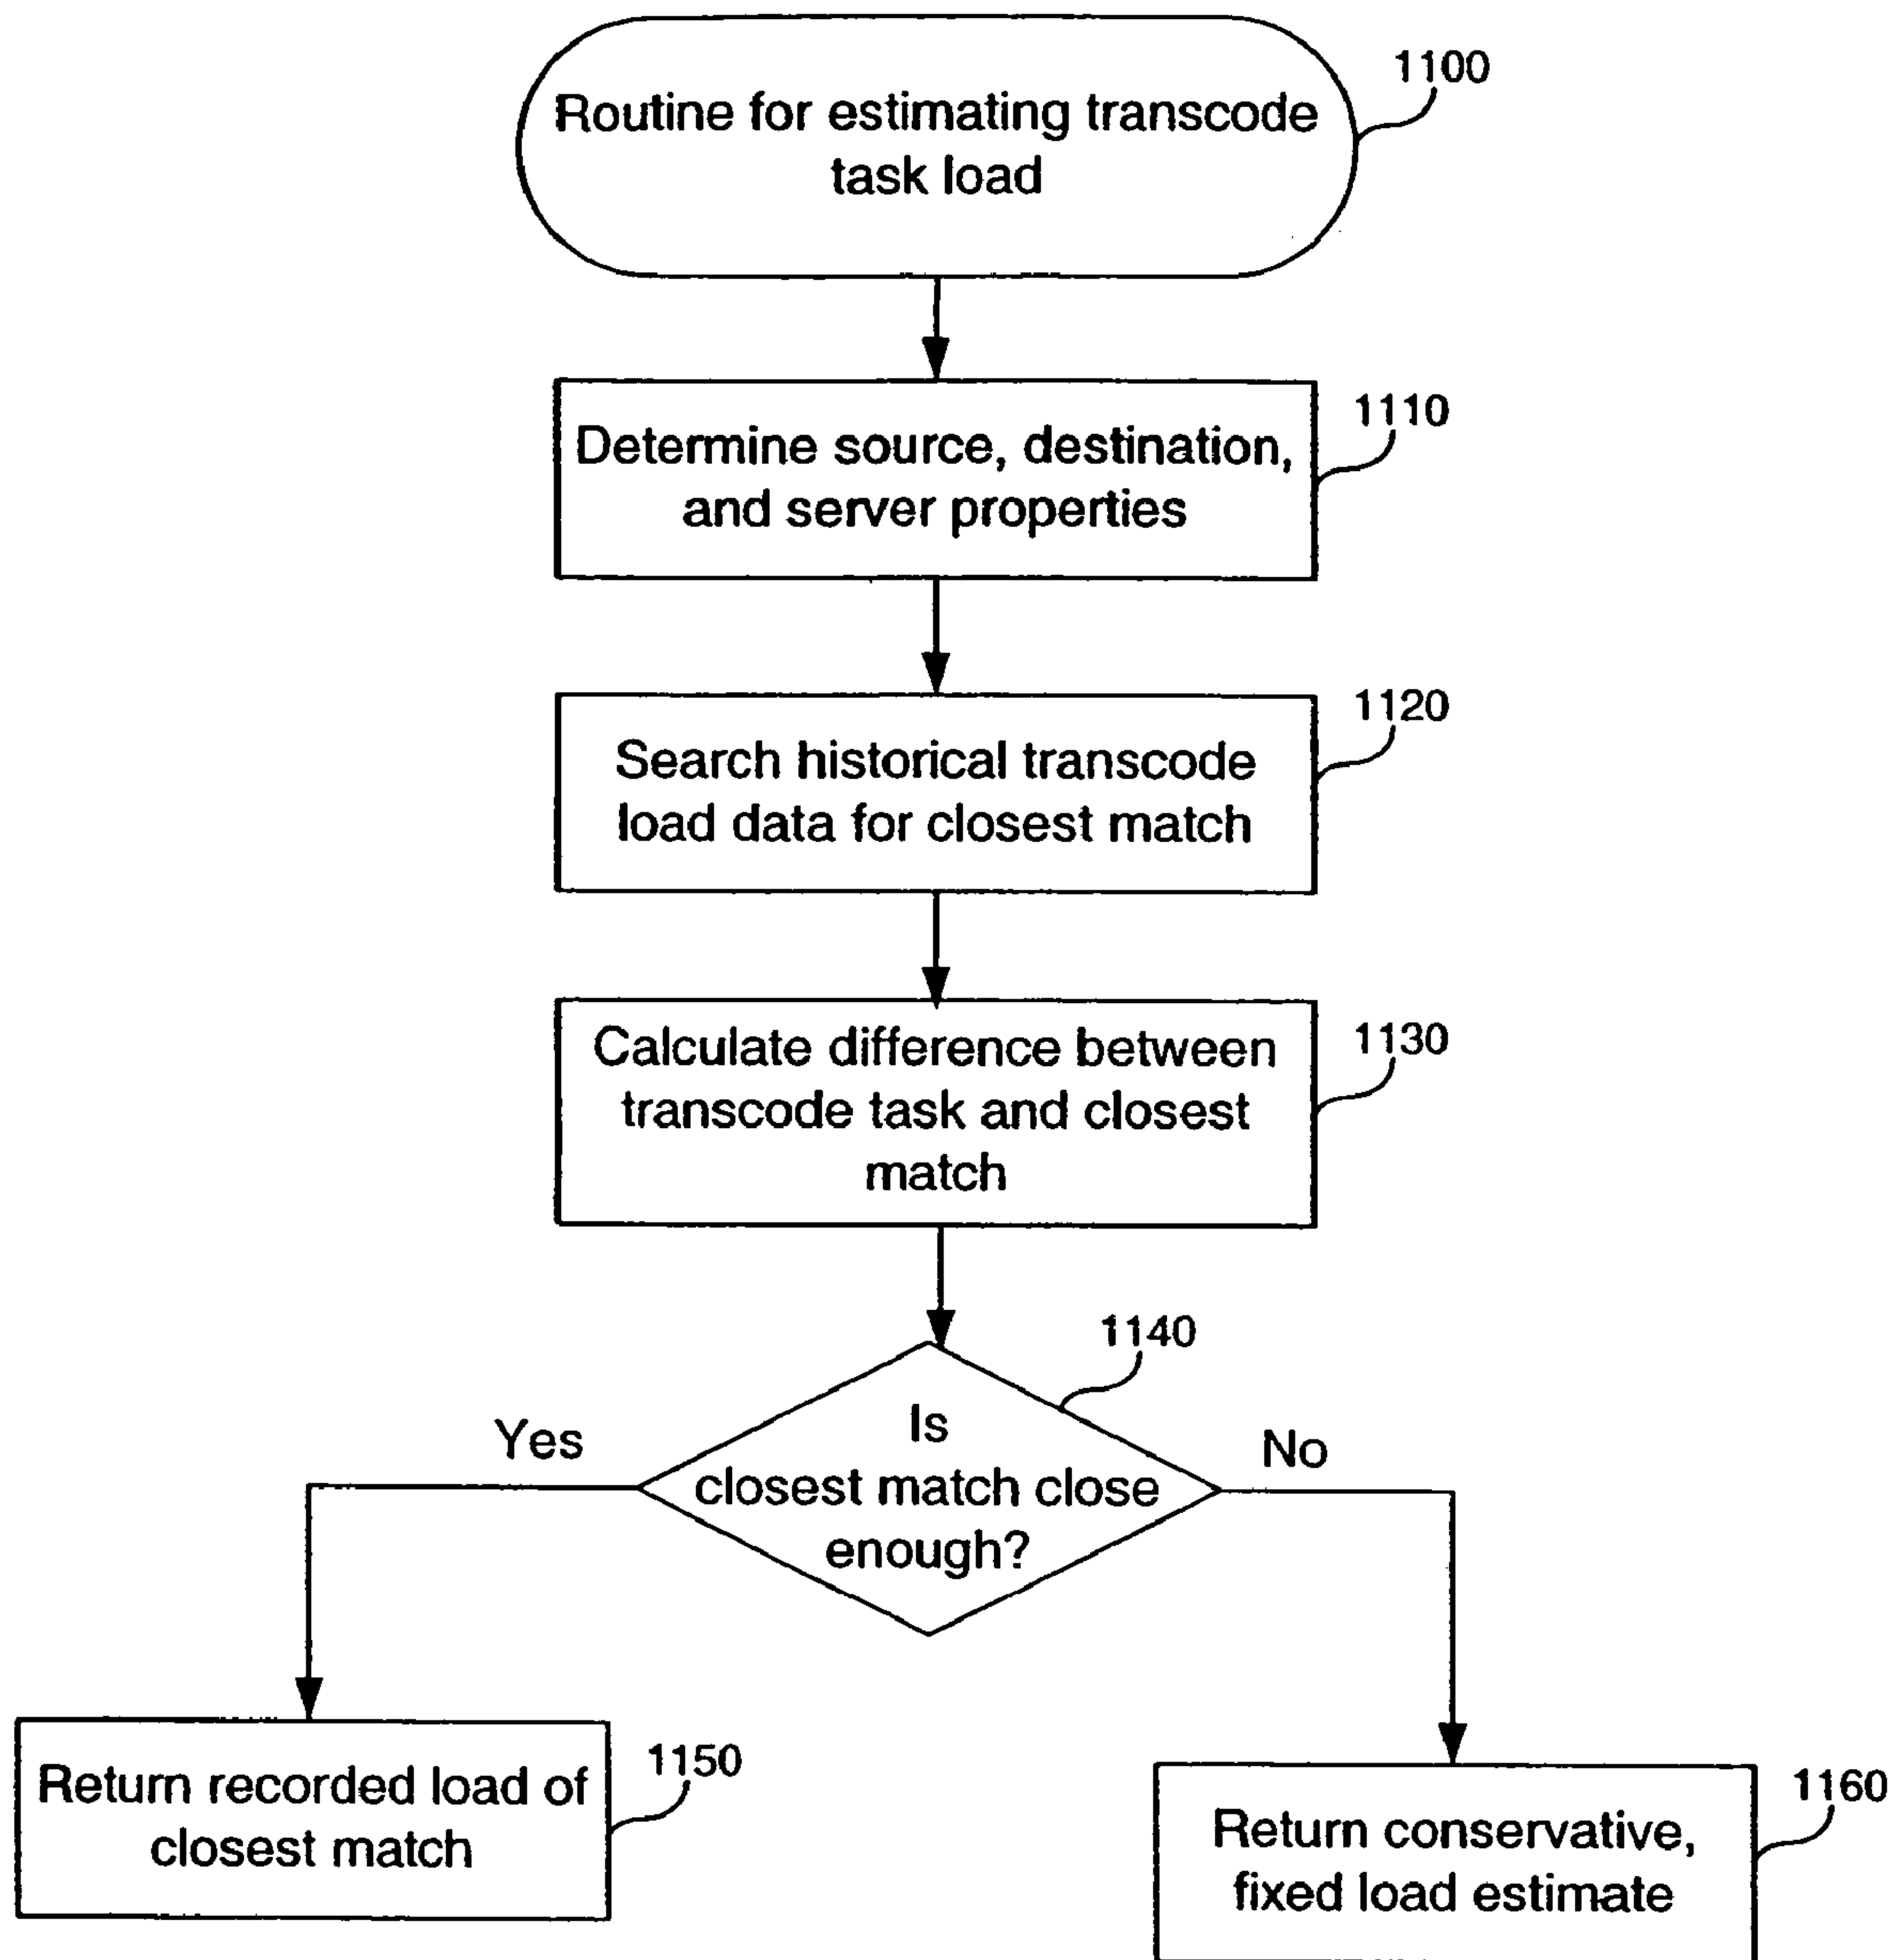 Routine for estimating transcode
task load
1100
Determine source, destination,
and server properties
1110
Search historical transcode
load data for closest match
1120
Calculate difference between
transcode task and closest
match
1130
1140
Is
closest match close
enough?
Yes
No
Return recorded load of
closest match
1150
Return conservative,
fixed load estimate
1160